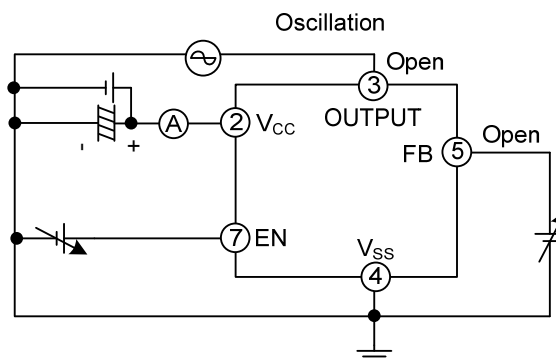 Oscillation
Open
3
OUTPUT
A
2
VCC
- +
Open
FB
5
7
EN
VSS
4